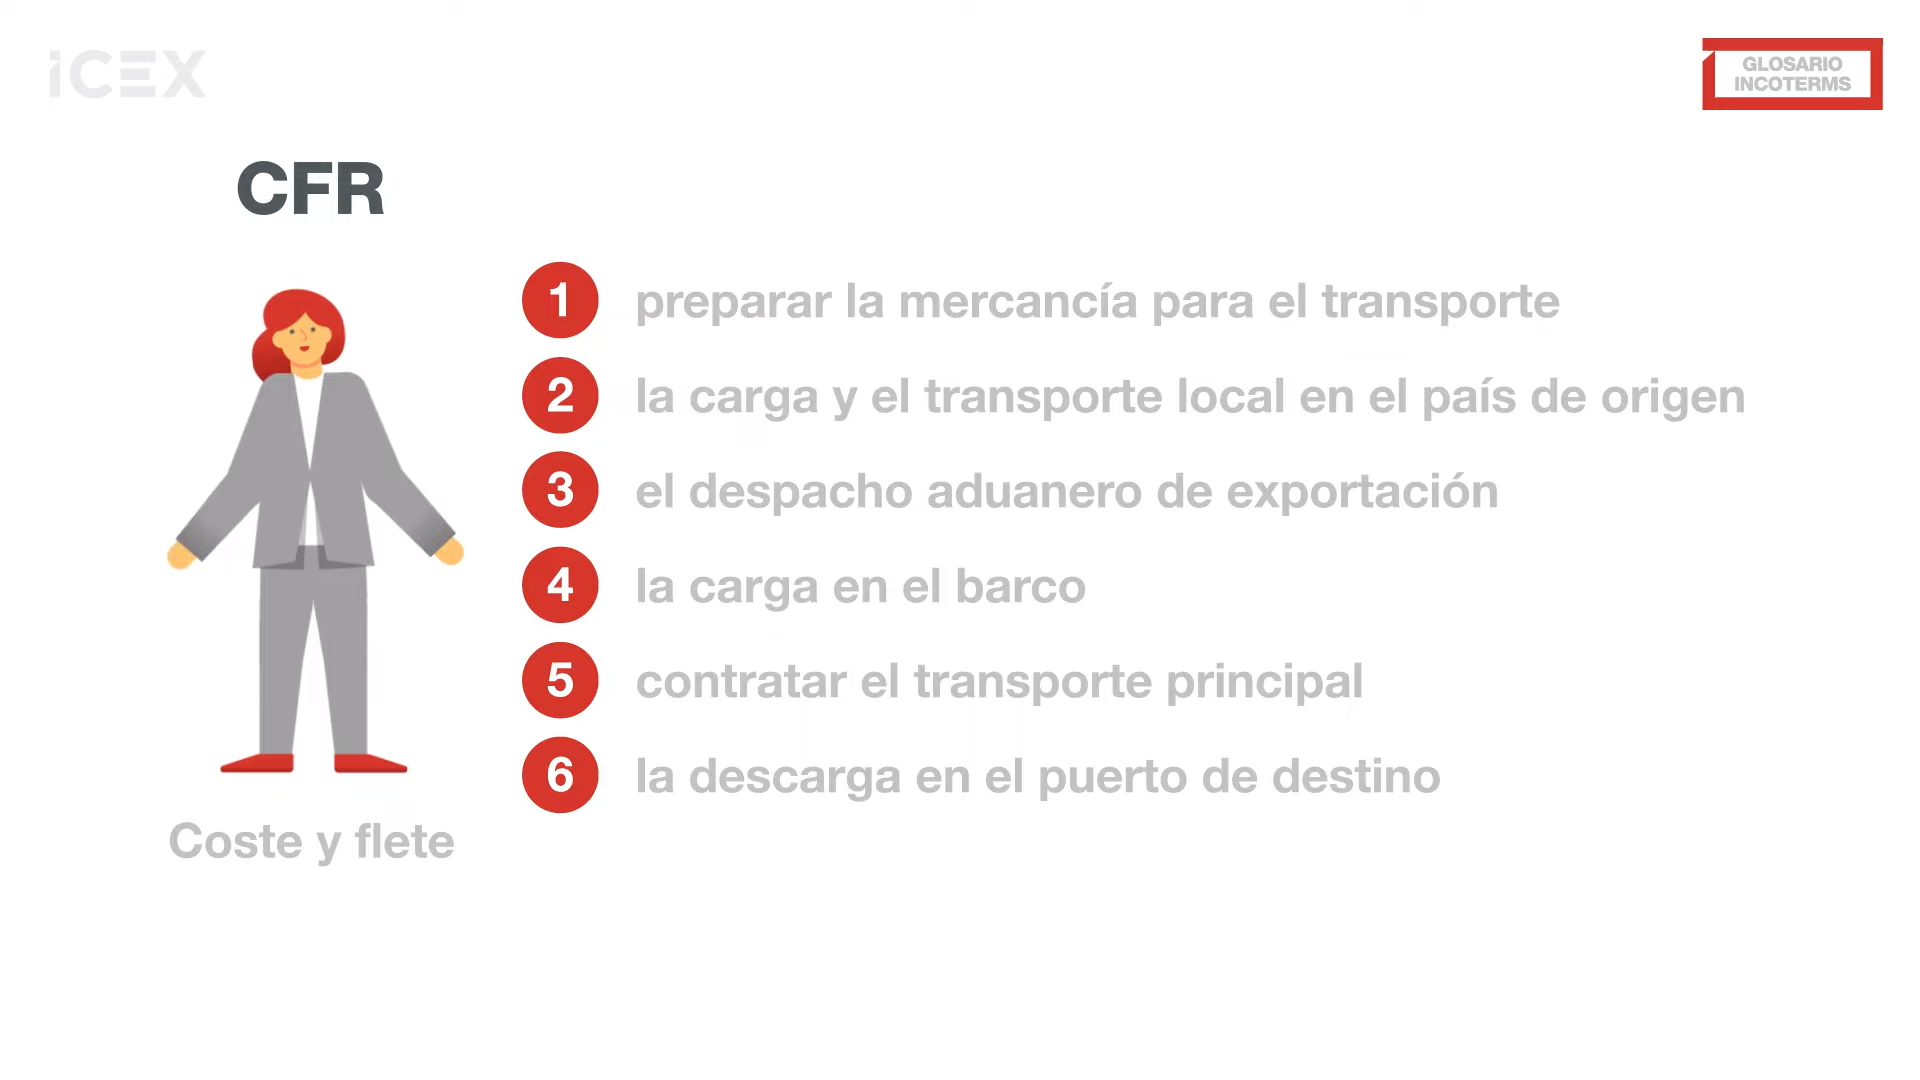 iCEX
GLOSARIO
INCOTERMS
CFR
1 preparar la mercancía para el transporte
2 la carga y el transporte local en el país de origen
3 el despacho aduanero de exportación
4 la carga en el barco
5 contratar el transporte principal
6 la descarga en el puerto de destino
Coste y flete